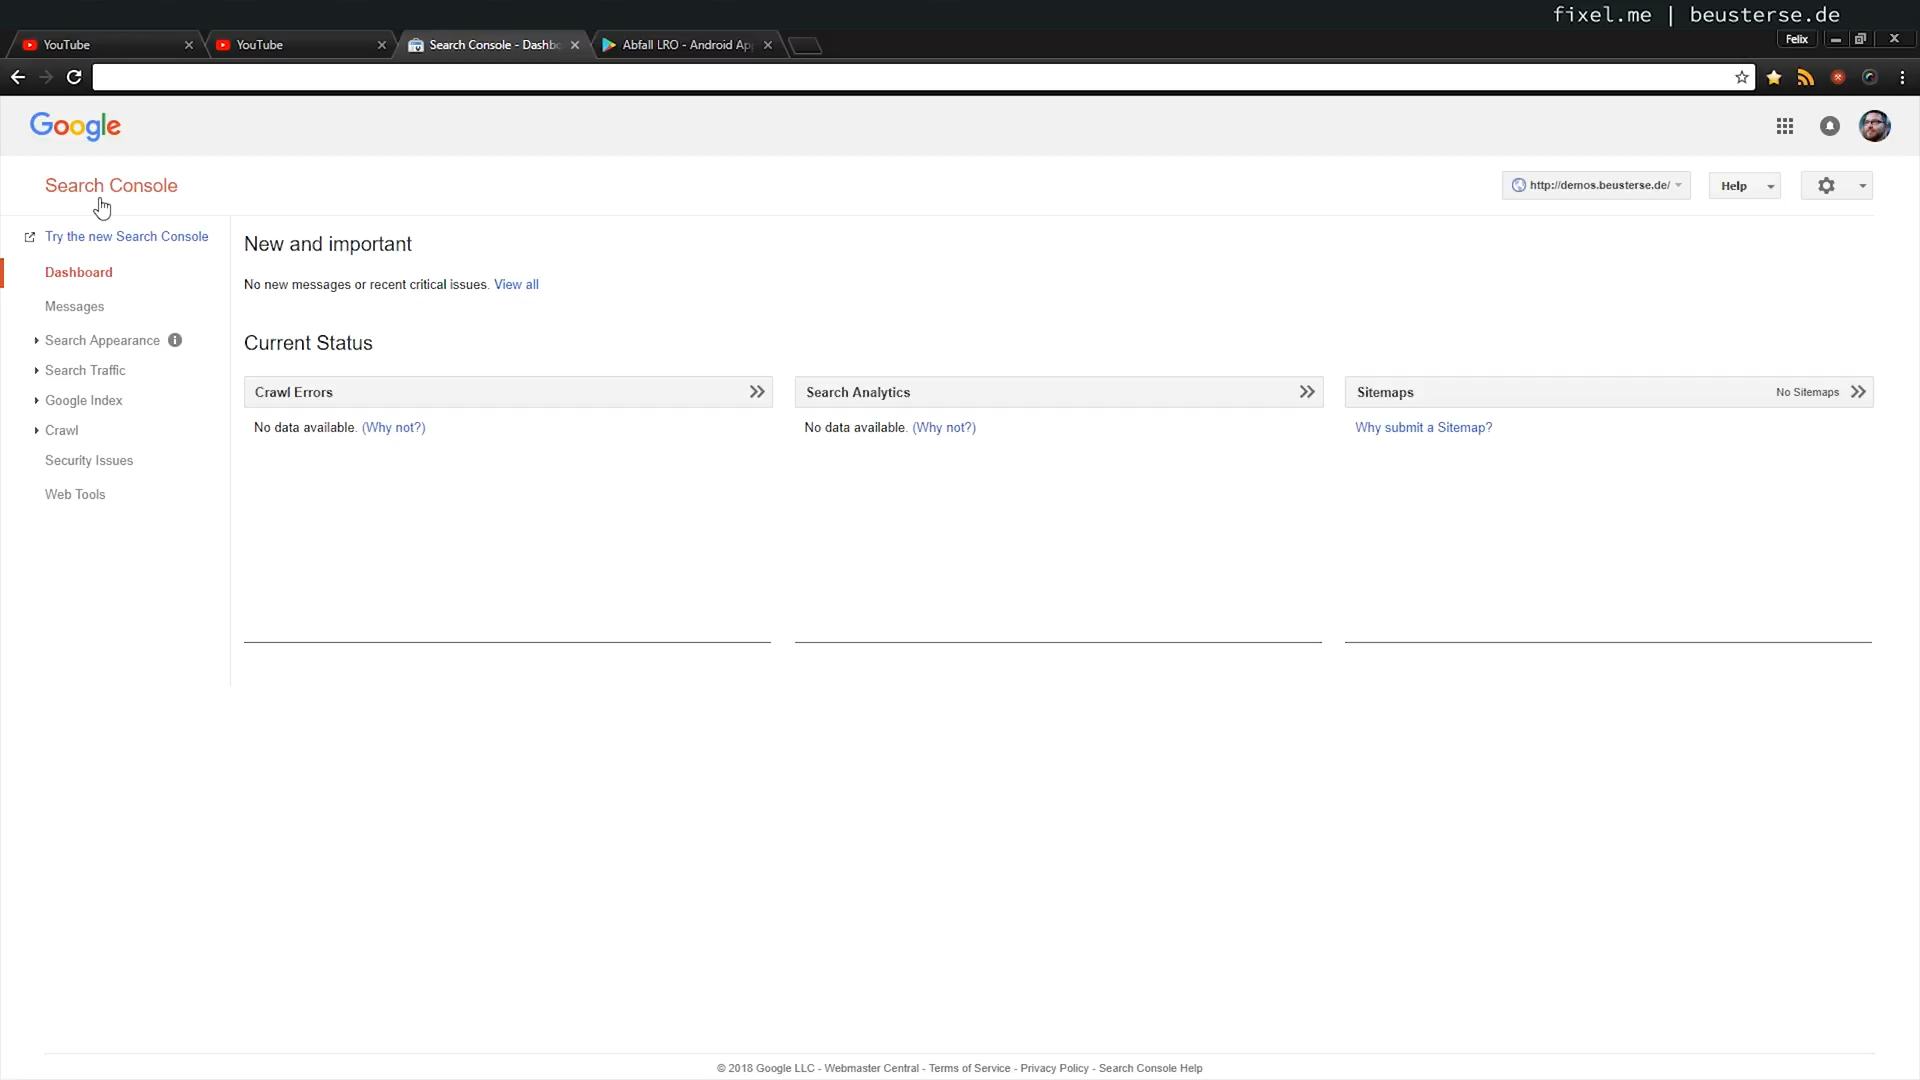 fixel.me | beusterse.de
YouTube
YouTube
Search Console - Dashbo
Abfall LRO - Android Ap
Felix
Google
Search Console
http://demos.beusterse.de/
Help
Try the new Search Console
Dashboard
Messages
Search Appearance
Search Traffic
Google Index
Crawl
Security Issues
Web Tools
New and important
No new messages or recent critical issues. View all
Current Status
Crawl Errors
No data available. (Why not?)
Search Analytics
No data available. (Why not?)
Sitemaps
No Sitemaps
Why submit a Sitemap?
© 2018 Google LLC - Webmaster Central - Terms of Service - Privacy Policy - Search Console Help